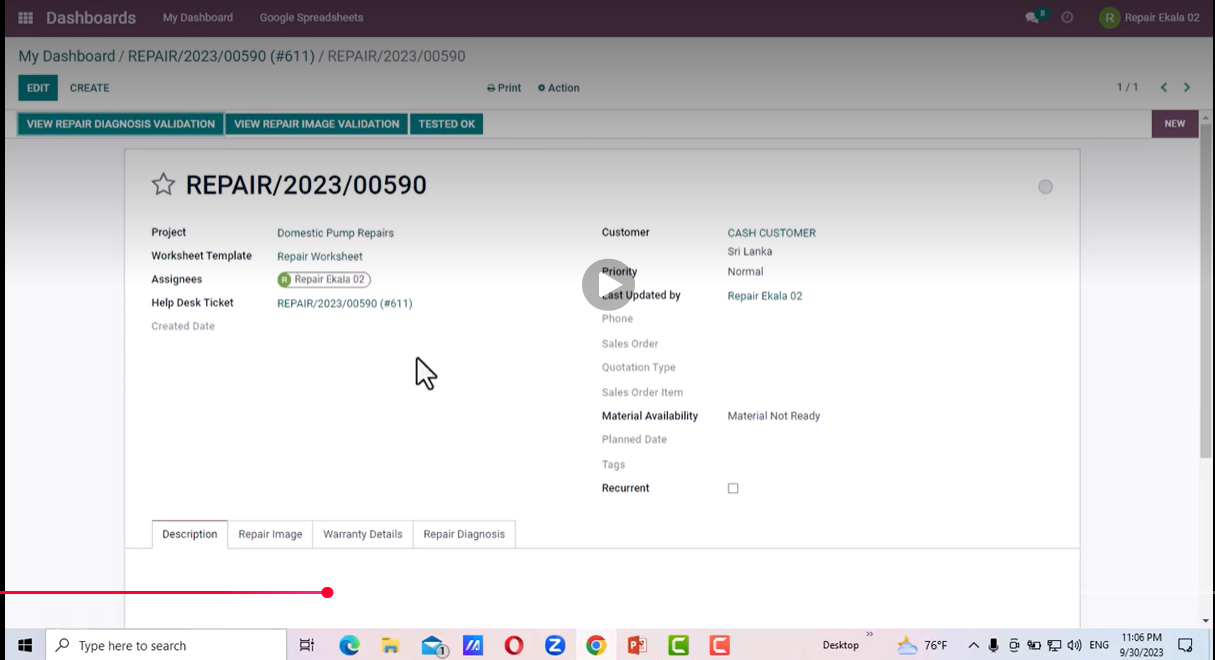 Dashboards My Dashboard Google Spreadsheets 8 R Repair Ekala 02
My Dashboard / REPAIR/2023/00590 (#611) / REPAIR/2023/00590
EDIT CREATE Print Action 1 / 1
VIEW REPAIR DIAGNOSIS VALIDATION VIEW REPAIR IMAGE VALIDATION TESTED OK NEW
REPAIR/2023/00590
Project Domestic Pump Repairs
Worksheet Template Repair Worksheet
Assignees R Repair Ekala 02
Help Desk Ticket REPAIR/2023/00590 (#611)
Created Date
Customer CASH CUSTOMER
Sri Lanka
Priority Normal
Last Updated by Repair Ekala 02
Phone
Sales Order
Quotation Type
Sales Order Item
Material Availability Material Not Ready
Planned Date
Tags
Recurrent
Description Repair Image Warranty Details Repair Diagnosis
Type here to search 1 Desktop 76°F ENG 11:06 PM
9/30/2023